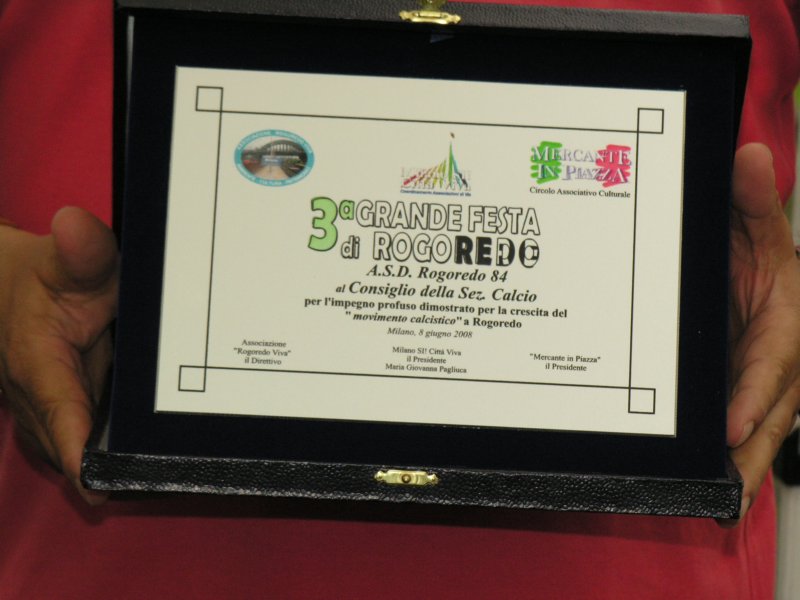 MERCANTE
IN PIAZZA
Circolo Associativo Culturale
3a GRANDE FESTA
di ROGOREDO
A.S.D. Rogoredo 84
al Consiglio della Sez. Calcio
per l'impegno profuso dimostrato per la crescita del
"movimento calcistico" a Rogoredo
Milano, 8 giugno 2008
Associazione
"Rogoredo Viva"
il Direttivo
Milano SI! Città Viva
il Presidente
Maria Giovanna Pagliuca
"Mercante in Piazza"
il Presidente